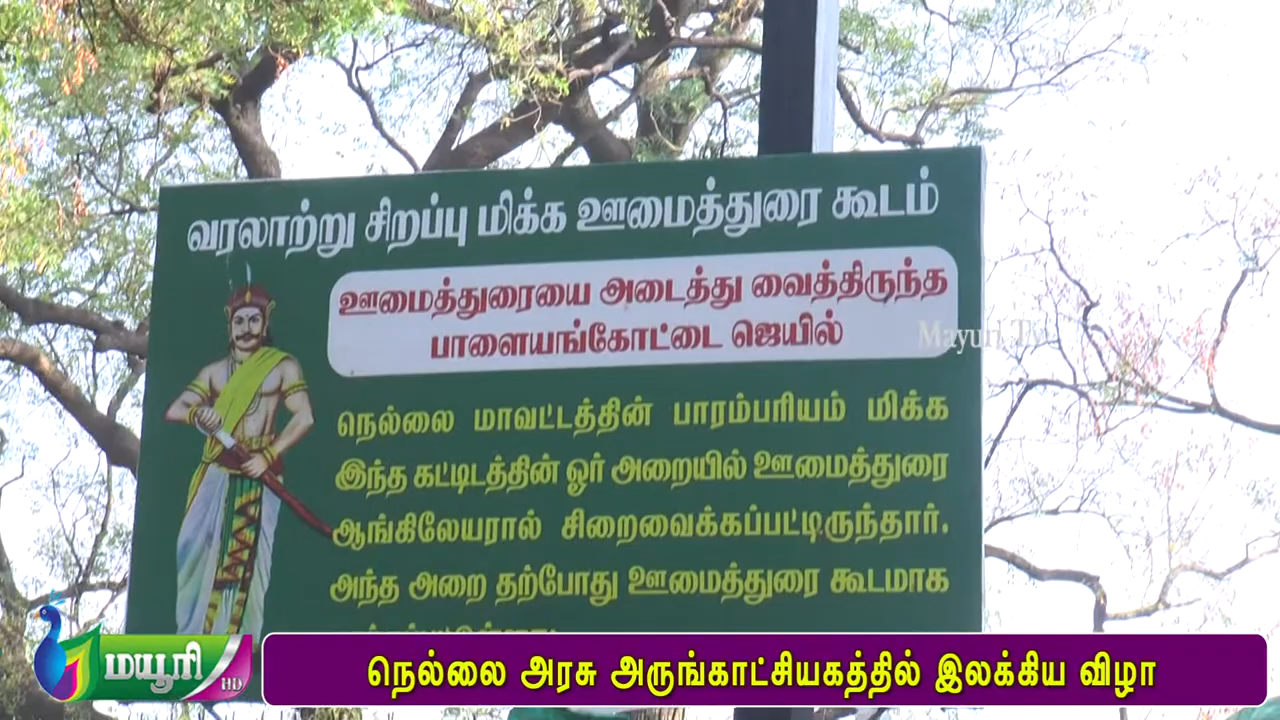 வரலாற்று சிறப்பு மிக்க ஊமைத்துரை கூடம்
ஊமைத்துரையை அடைத்து வைத்திருந்த
பாளையங்கோட்டை ஜெயில்
Mayuri Tv
நெல்லை மாவட்டத்தின் பாரம்பரியம் மிக்க
இந்த கட்டிடத்தின் ஓர் அறையில் ஊமைத்துரை
ஆங்கிலேயரால் சிறைவைக்கப்பட்டிருந்தார்.
அந்த அறை தற்போது ஊமைத்துரை கூடமாக
மயூரி HD
நெல்லை அரசு அருங்காட்சியகத்தில் இலக்கிய விழா